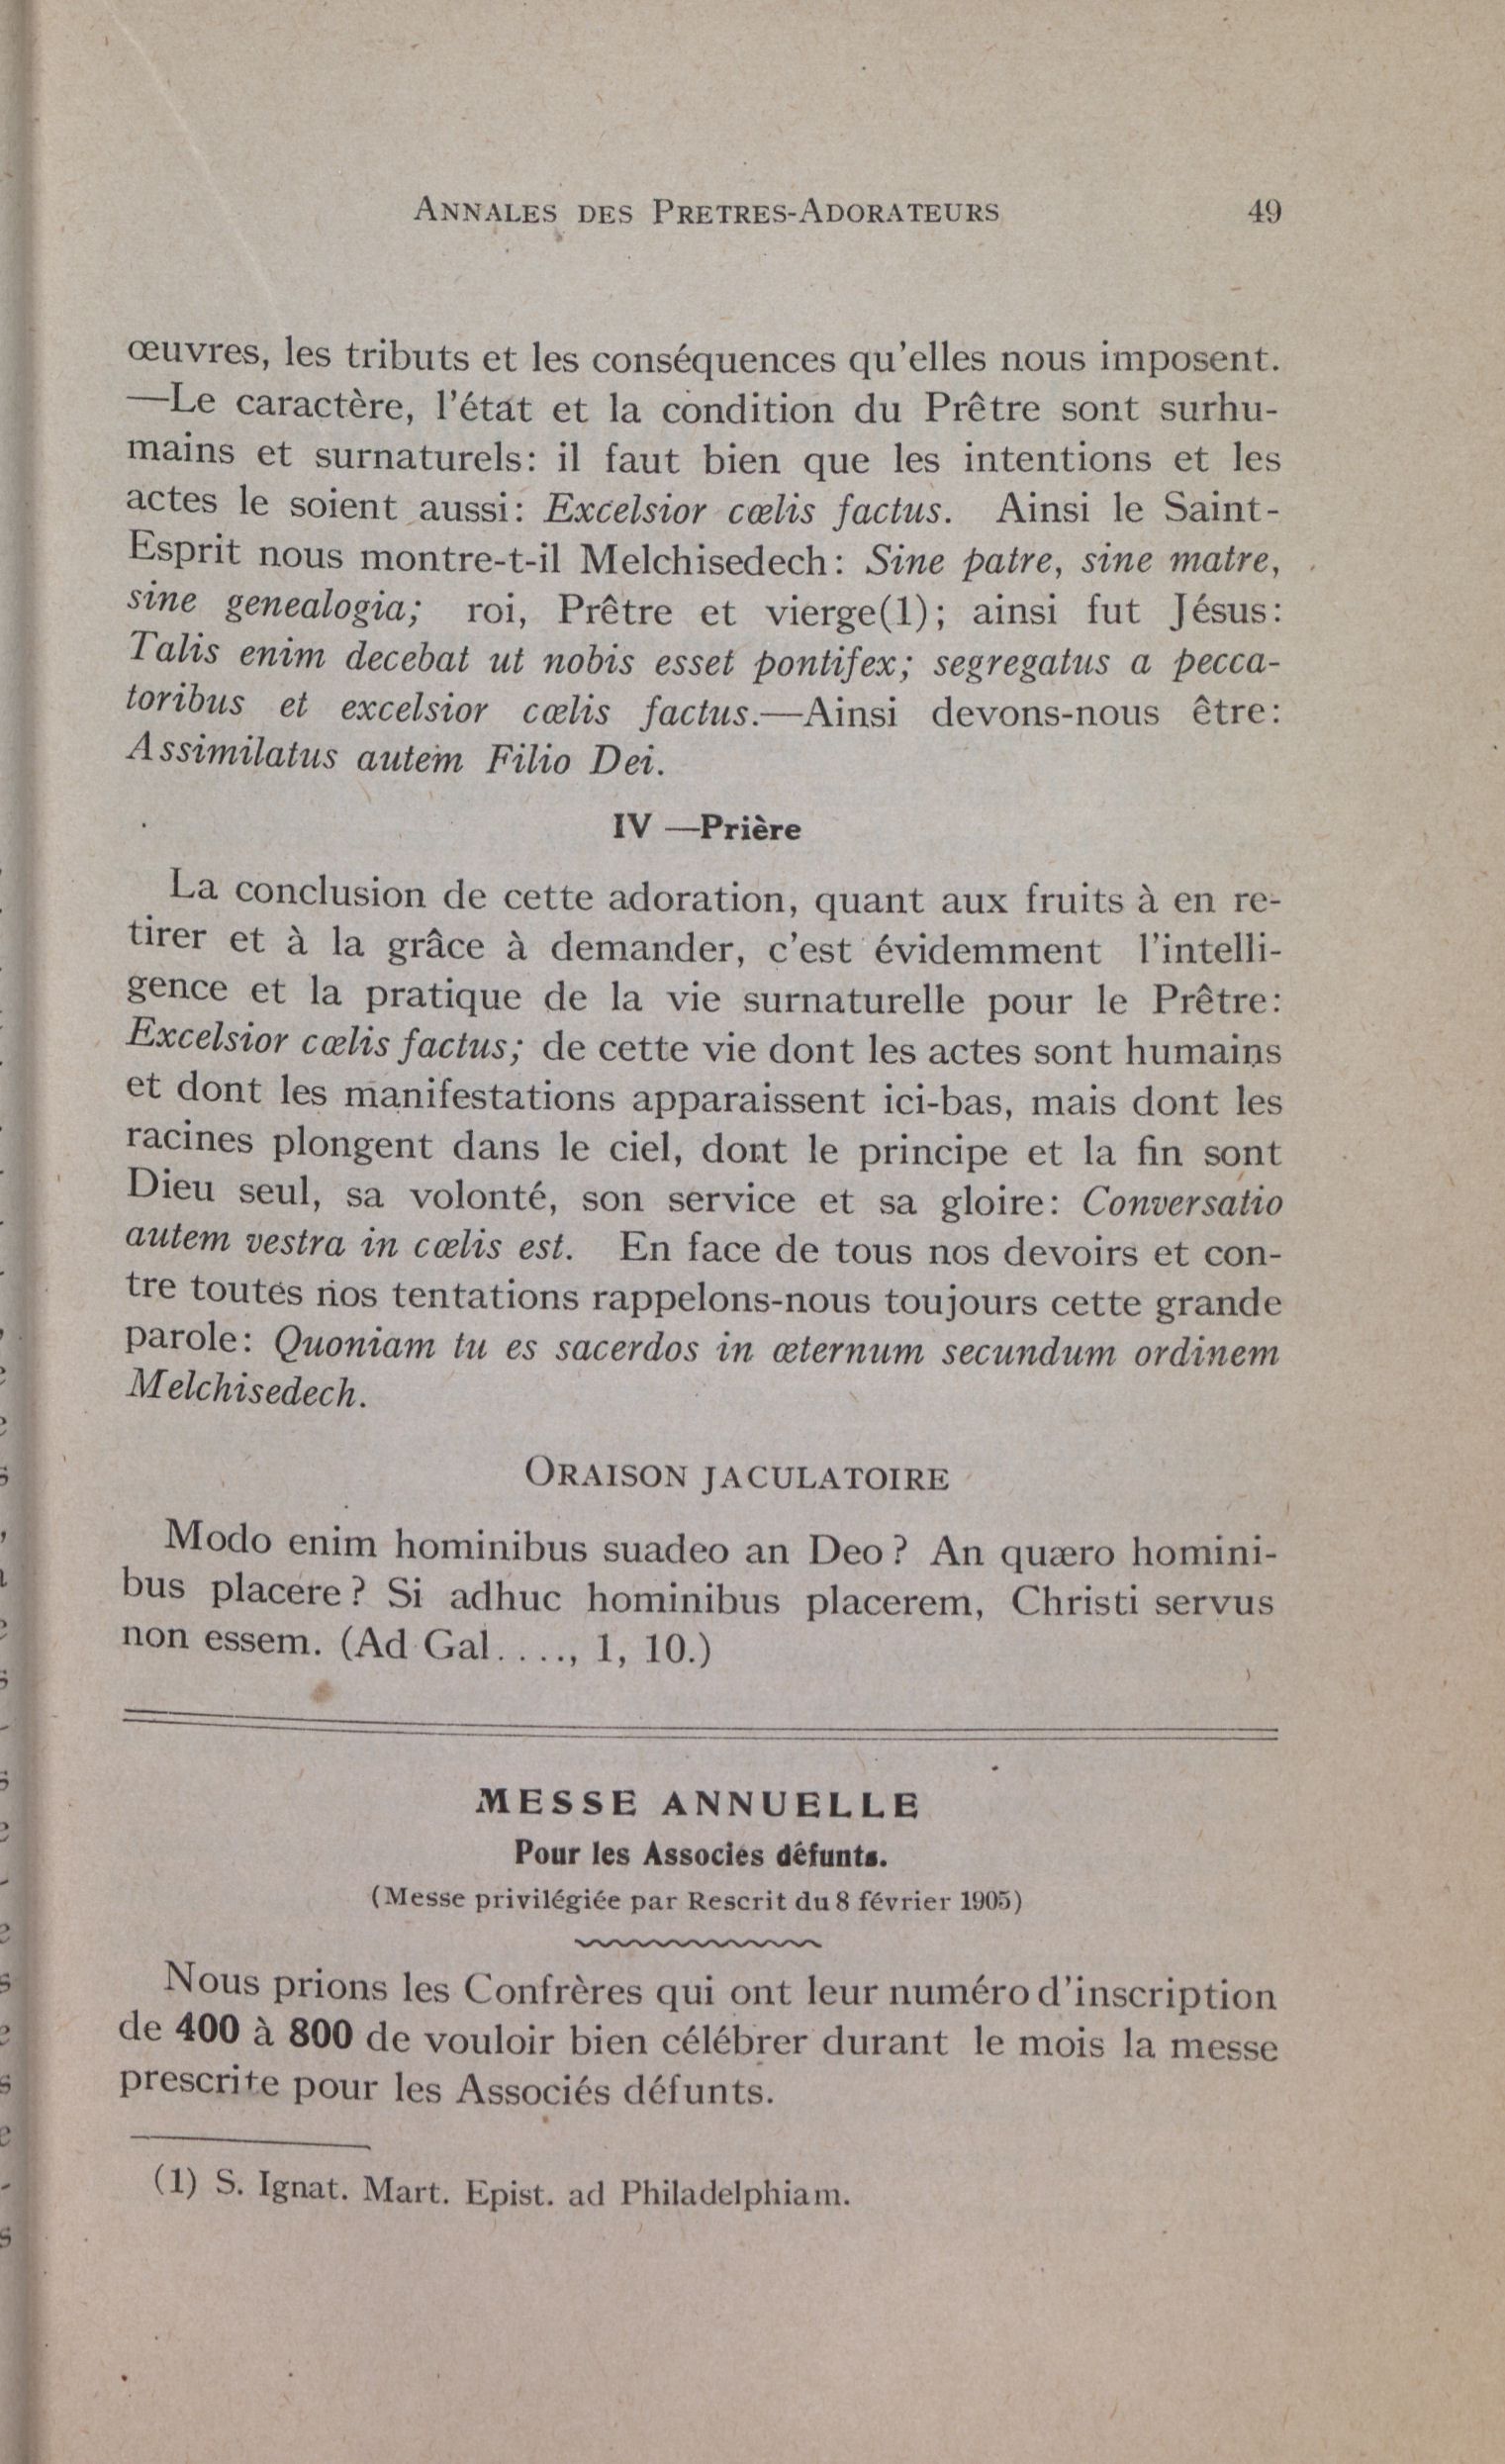 ANNALES DES PRETRES-ADORATEURS 49
œuvres, les tributs et les conséquences qu'elles nous imposent.
—Le caractère, l'état et la condition du Prêtre sont surhu-
mains et surnaturels: il faut bien que les intentions et les
actes le soient aussi: Excelsior cœlis factus. Ainsi le Saint-
Esprit nous montre-t-il Melchisedech: Sine patre, sine matre,
sine genealogia; roi, Prêtre et vierge(1); ainsi fut Jésus:
Talis enim decebat ut nobis esset pontifex; segregatus a pecca-
toribus et excelsior cœlis factus.—Ainsi devons-nous être:
Assimilatus autem Filio Dei.
IV —Prière
La conclusion de cette adoration, quant aux fruits à en re-
tirer et à la grâce à demander, c'est évidemment l'intelli-
gence et la pratique de la vie surnaturelle pour le Prêtre:
Excelsior cœlis factus; de cette vie dont les actes sont humains
et dont les manifestations apparaissent ici-bas, mais dont les
racines plongent dans le ciel, dont le principe et la fin sont
Dieu seul, sa volonté, son service et sa gloire: Conversatio
autem vestra in cœlis est. En face de tous nos devoirs et con-
tre toutes nos tentations rappelons-nous toujours cette grande
parole: Quoniam tu es sacerdos in æternum secundum ordinem
Melchisedech.
ORAISON JACULATOIRE
Modo enim hominibus suadeo an Deo? An quæro homini-
bus placere? Si adhuc hominibus placerem, Christi servus
non essem. (Ad Gal. . . ., 1, 10.)
MESSE ANNUELLE
Pour les Associés défunts.
(Messe privilégiée par Rescrit du 8 février 1905)
Nous prions les Confrères qui ont leur numéro d'inscription
de 400 à 800 de vouloir bien célébrer durant le mois la messe
prescrite pour les Associés défunts.
(1) S. Ignat. Mart. Epist. ad Philadelphiam.